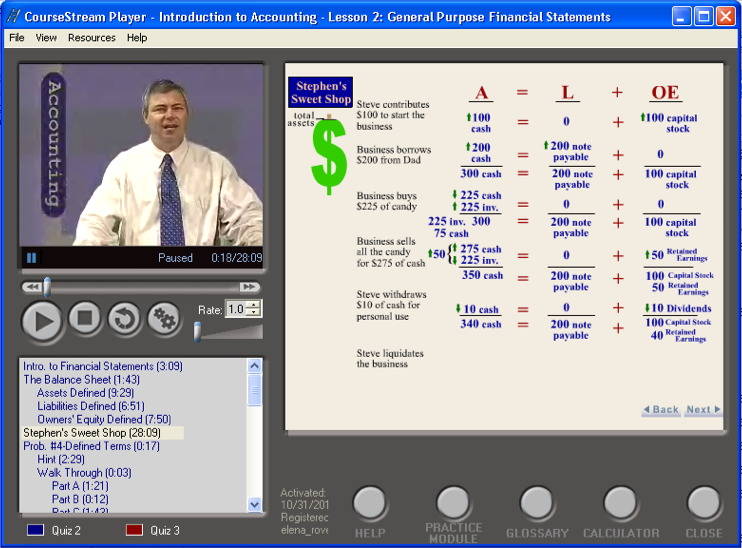 CourseStream Player - Introduction to Accounting - Lesson 2: General Purpose Financial Statements
File View Resources Help
Accounting
Paused 0:18/28:09
Rate: 1.0
Intro. to Financial Statements (3:09)
The Balance Sheet (1:43)
Assets Defined (9:29)
Liabilities Defined (6:51)
Owners' Equity Defined (7:50)
Stephen's Sweet Shop (28:09)
Prob. #4-Defined Terms (0:17)
Hint (2:29)
Walk Through (0:03)
Part A (1:21)
Part B (0:12)
Part C (1:43)
Quiz 2 Quiz 3
Stephen's
Sweet Shop
total
assets
$
A = L + OE
Steve contributes
$100 to start the
business
↑100
cash
=
0
+
↑100 capital
stock
Business borrows
$200 from Dad
↑200
cash
=
↑200 note
payable
+
0
300 cash
=
200 note
payable
+
100 capital
stock
Business buys
$225 of candy
↓225 cash
↑225 inv.
=
0
+
0
225 inv. 300
75 cash
=
200 note
payable
+
100 capital
stock
Business sells
all the candy
for $275 of cash
↑50 { ↑275 cash
↓225 inv.
=
0
+
↑50 Retained
Earnings
350 cash
=
200 note
payable
+
100 Capital Stock
50 Retained
Earnings
Steve withdraws
$10 of cash for
personal use
↓10 cash
=
0
+
↓10 Dividends
340 cash
=
200 note
payable
+
100 Capital Stock
40 Retained
Earnings
Steve liquidates
the business
Back Next
Activated:
10/31/201
Registered
elena_rove
HELP
PRACTICE
MODULE
GLOSSARY
CALCULATOR
CLOSE